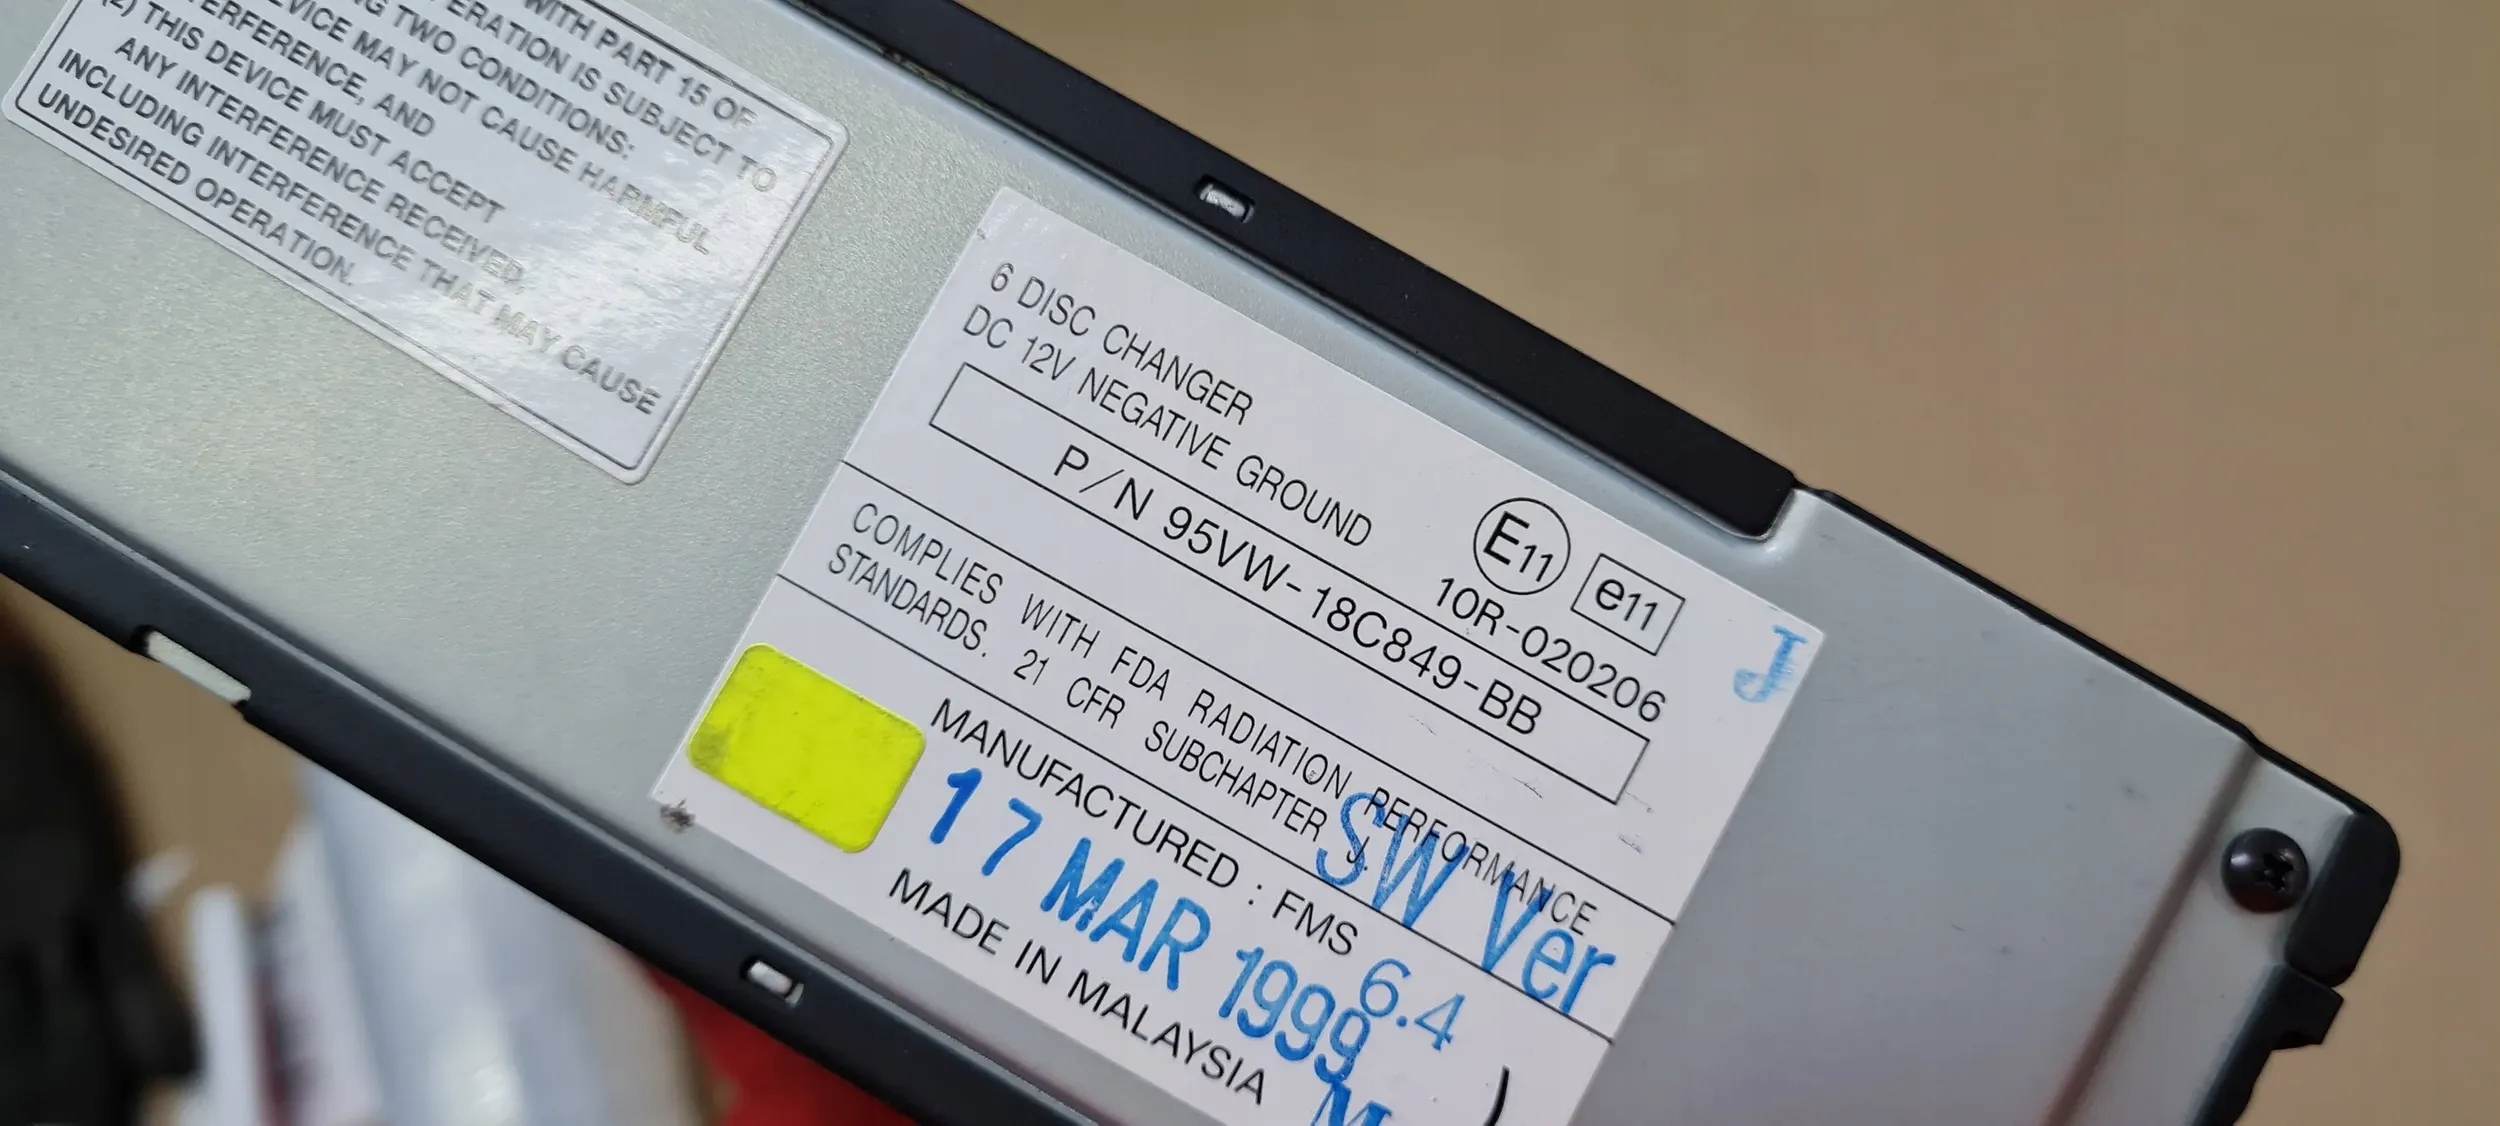 WITH PART 15 OF
ERATION IS SUBJECT TO
TWO CONDITIONS:
DEVICE MAY NOT CAUSE HARMFUL
TERFERENCE, AND
(2) THIS DEVICE MUST ACCEPT
ANY INTERFERENCE RECEIVED,
INCLUDING INTERFERENCE THAT MAY CAUSE
UNDESIRED OPERATION.
6 DISC CHANGER
DC 12V NEGATIVE GROUND
E11 e11
10R-020206
J
P/N 95VW-18C849-BB
COMPLIES WITH FDA RADIATION PERFORMANCE
STANDARDS. 21 CFR SUBCHAPTER J.
SW Ver
6.4
MANUFACTURED : FMS
17 MAR 1999
MADE IN MALAYSIA
M
)